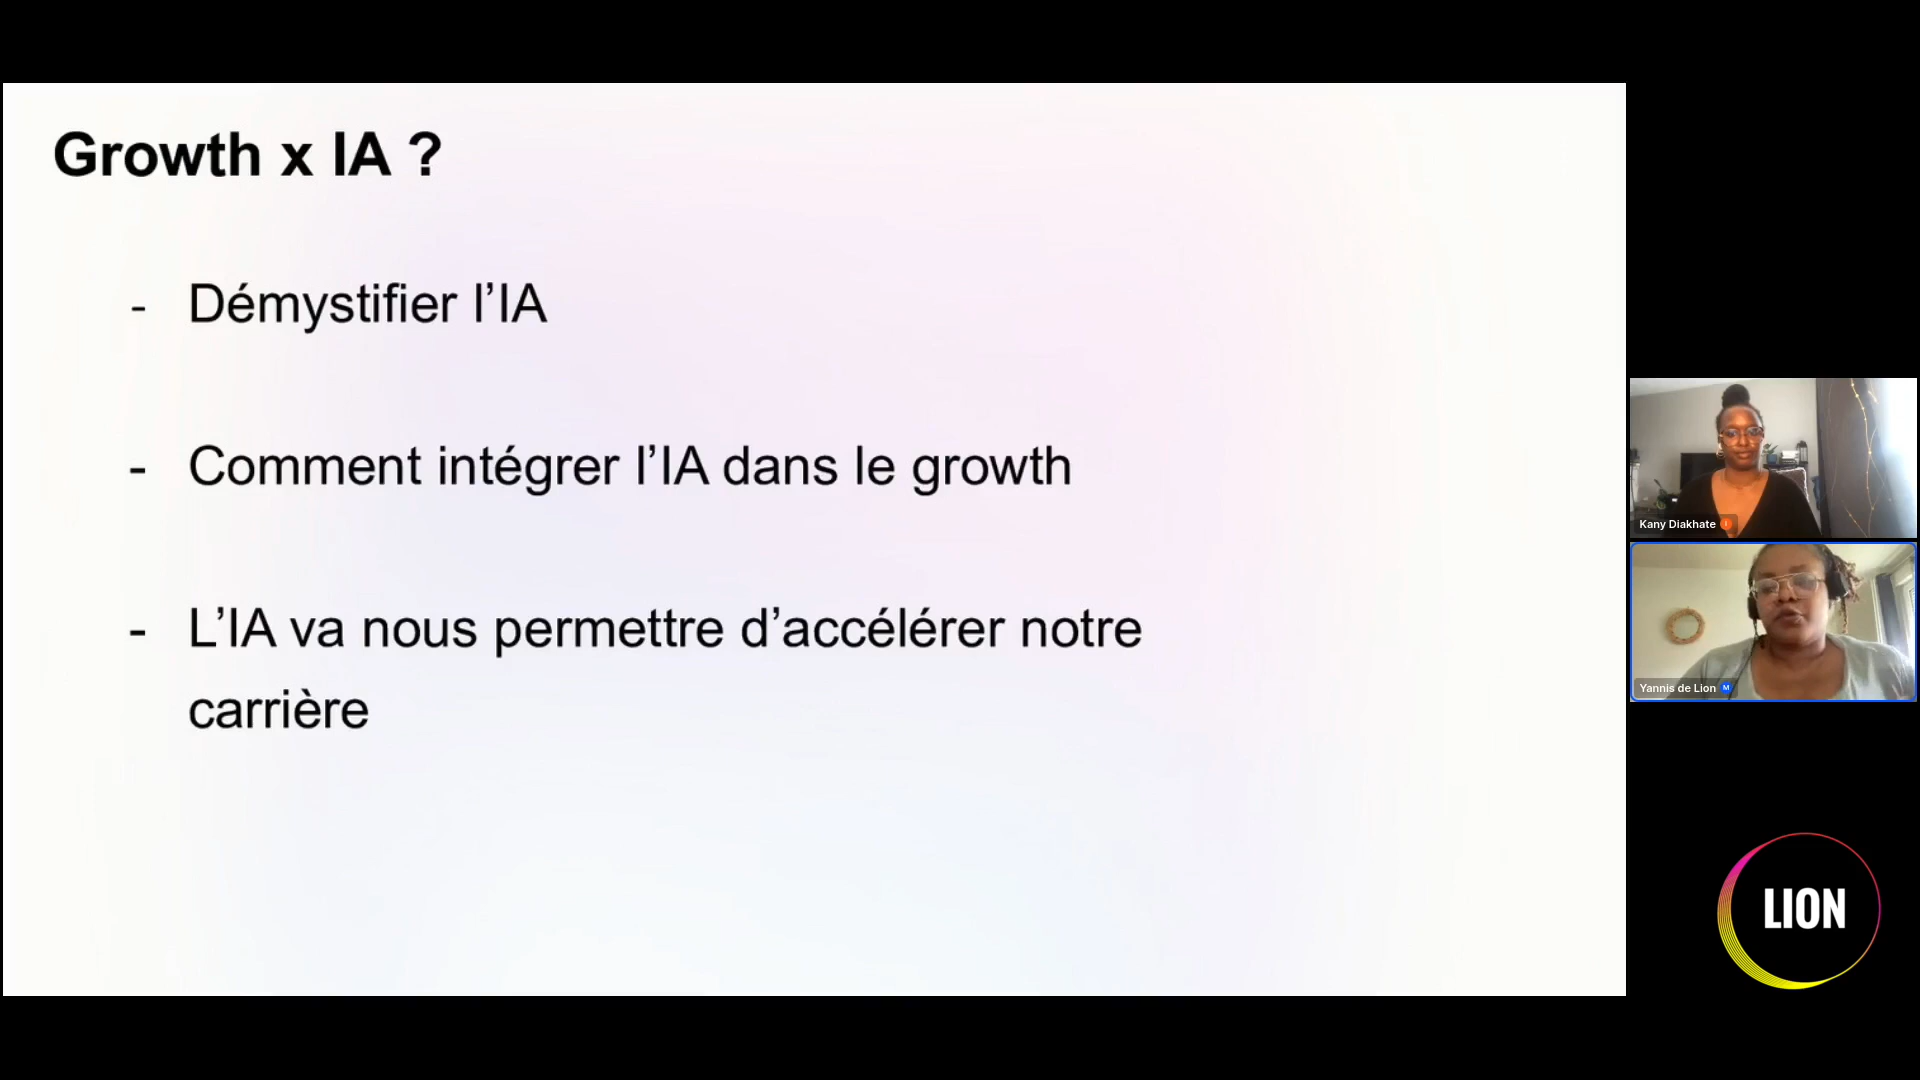 Growth x IA ?
- Démystifier l’IA
- Comment intégrer l’IA dans le growth
- L’IA va nous permettre d’accélérer notre
carrière
Kany Diakhate
Yannis de Lion M
LION